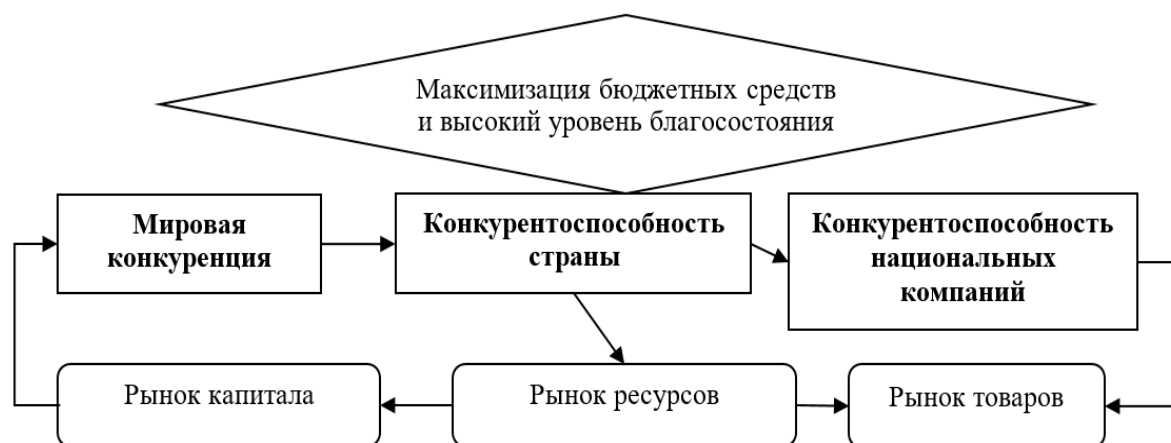 Максимизация бюджетных средств
и высокий уровень благосостояния
Мировая
конкуренция
Конкурентоспособность
страны
Конкурентоспособность
национальных
компаний
Рынок капитала
Рынок ресурсов
Рынок товаров